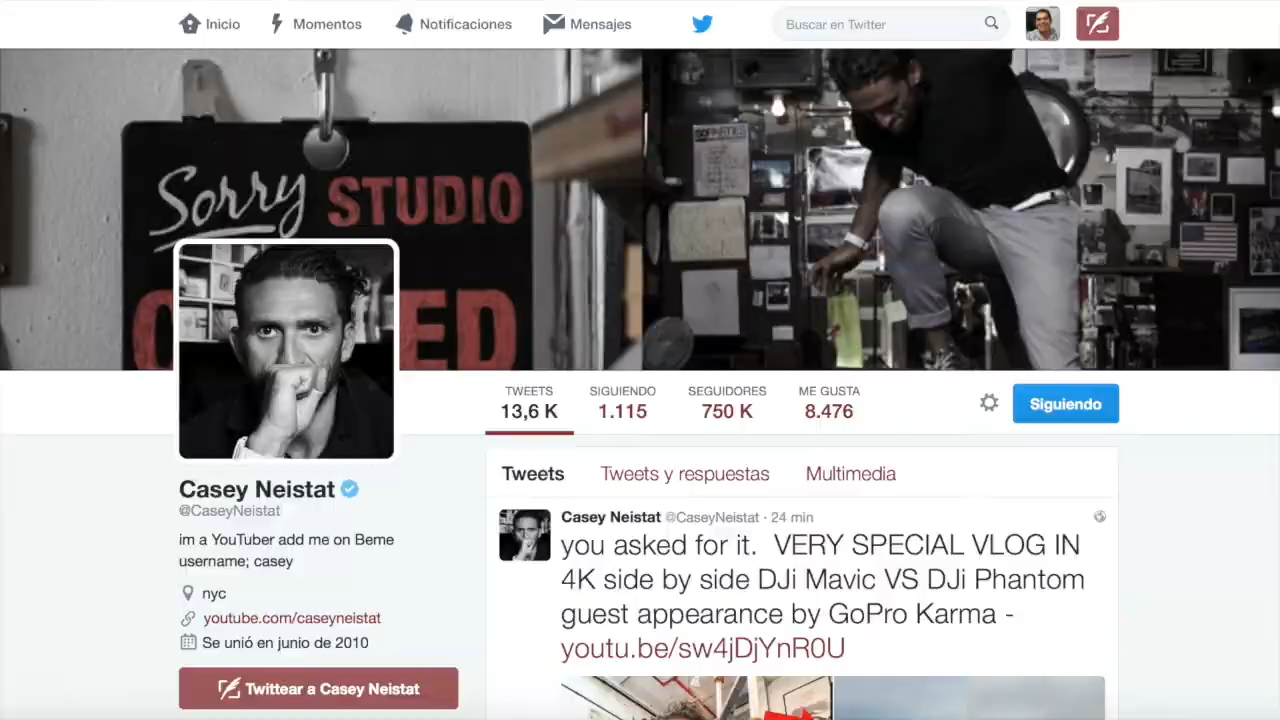 Inicio
Momentos
Notificaciones
Mensajes
Buscar en Twitter
Sorry STUDIO
TWEETS
13,6 K
SIGUIENDO
1.115
SEGUIDORES
750 K
ME GUSTA
8.476
Siguiendo
Casey Neistat
@CaseyNeistat
im a YouTuber add me on Beme
username; casey
nyc
youtube.com/caseyneistat
Se unió en junio de 2010
Twittear a Casey Neistat
Tweets
Tweets y respuestas
Multimedia
Casey Neistat @CaseyNeistat · 24 min
you asked for it. VERY SPECIAL VLOG IN
4K side by side DJi Mavic VS DJi Phantom
guest appearance by GoPro Karma -
youtu.be/sw4jDjYnR0U